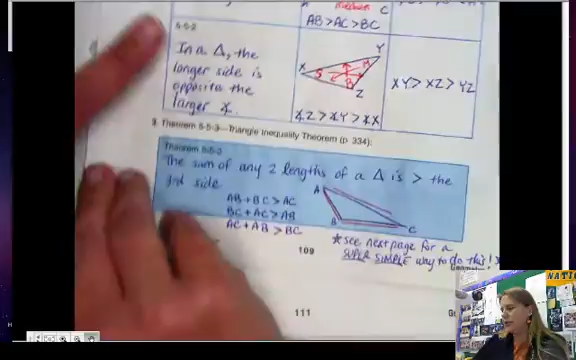 C
AB > AC > BC
5-5-2
In a Δ, the
longer side is
opposite the
larger ∡.
X
Y
Z
S
M
B
∡Z > ∡Y > ∡X
XY > XZ > YZ
Theorem 5-5-3—Triangle Inequality Theorem (p 334):
Theorem 5-5-3
The sum of any 2 lengths of a Δ is > the
3rd side
AB + BC > AC
BC + AC > AB
AC + AB > BC
A
B
C
*see next page for a
SUPER SIMPLE way to do this!
109
111